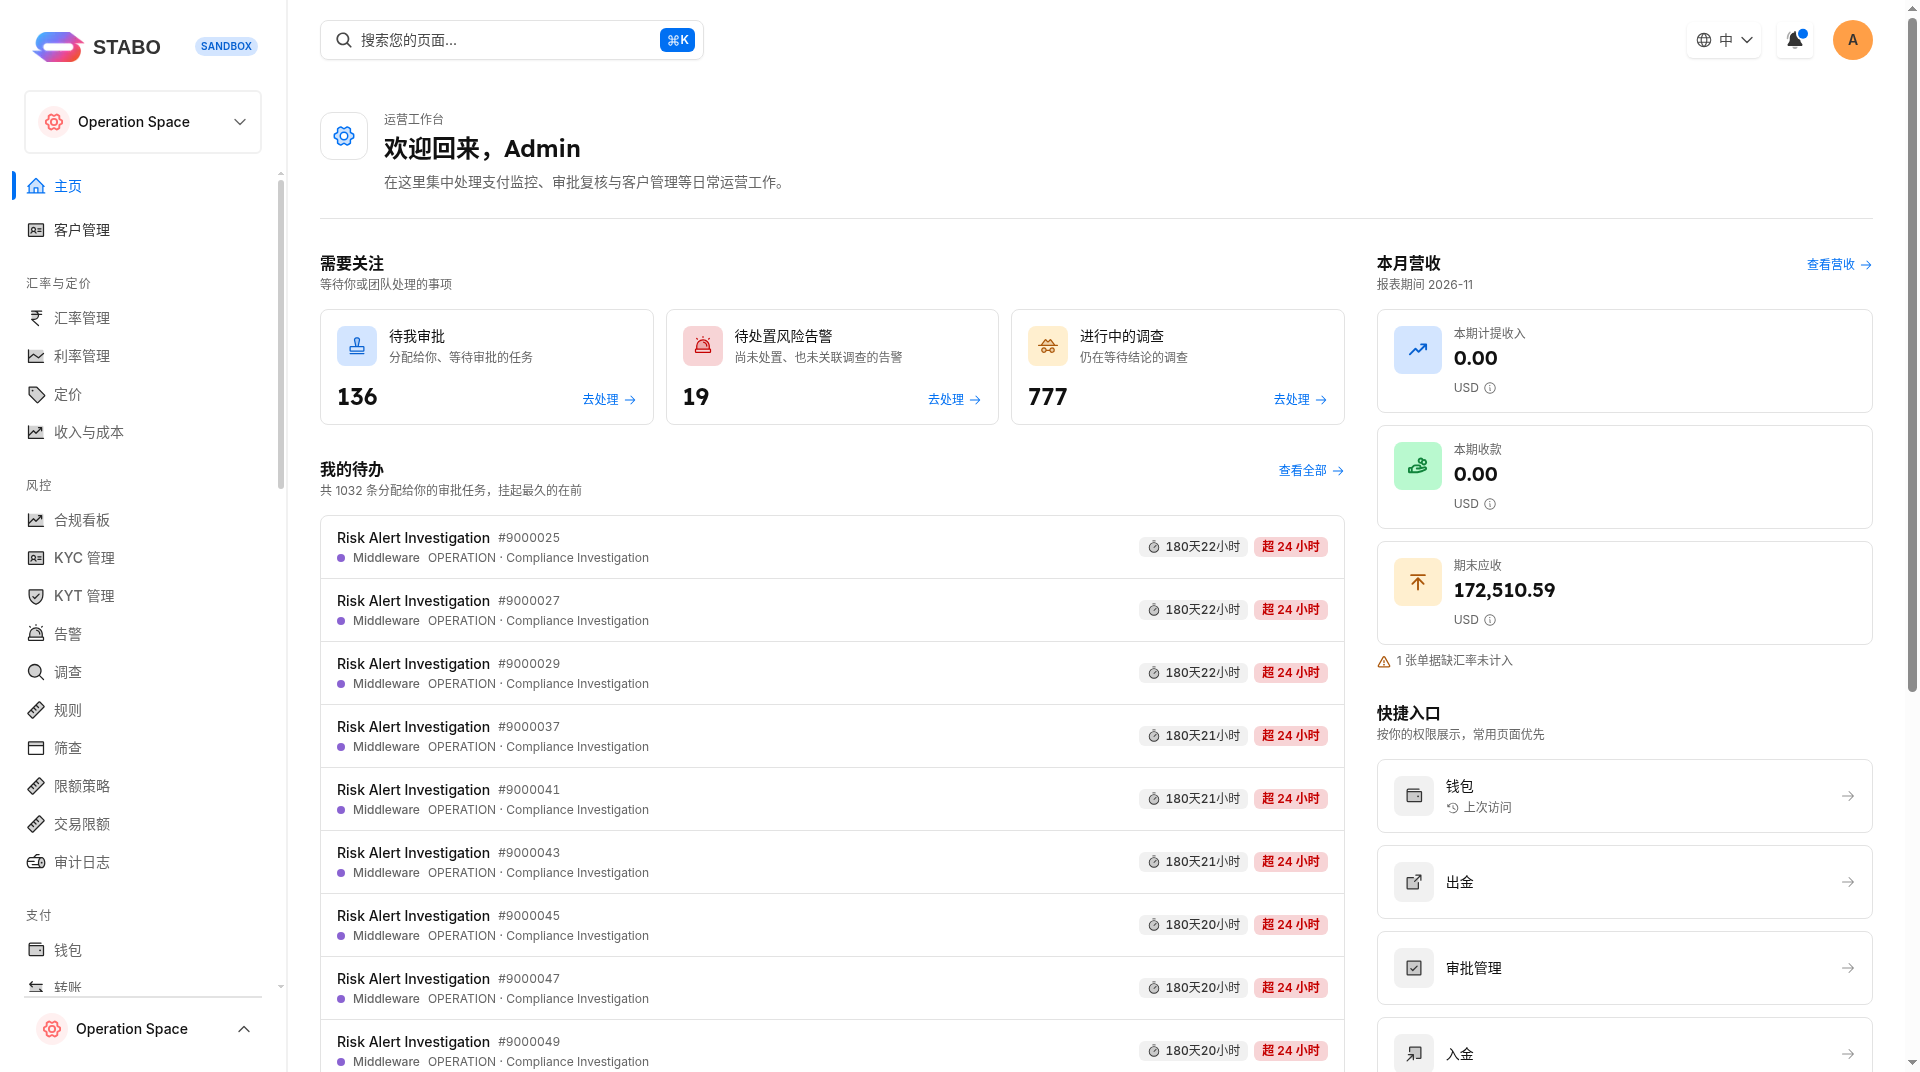 STABO
SANDBOX
Operation Space
主页
客户管理
汇率与定价
汇率管理
利率管理
定价
收入与成本
风控
合规看板
KYC 管理
KYT 管理
告警
调查
规则
筛查
限额策略
交易限额
审计日志
支付
钱包
转账
Operation Space
搜索您的页面...
⌘K
中
A
运营工作台
欢迎回来，Admin
在这里集中处理支付监控、审批复核与客户管理等日常运营工作。
需要关注
等待你或团队处理的事项
待我审批
分配给你、等待审批的任务
136
去处理
待处置风险告警
尚未处置、也未关联调查的告警
19
去处理
进行中的调查
仍在等待结论的调查
777
去处理
我的待办
共 1032 条分配给你的审批任务，挂起最久的在前
查看全部
Risk Alert Investigation #9000025
Middleware OPERATION · Compliance Investigation
180天22小时 超 24 小时
Risk Alert Investigation #9000027
Middleware OPERATION · Compliance Investigation
180天22小时 超 24 小时
Risk Alert Investigation #9000029
Middleware OPERATION · Compliance Investigation
180天22小时 超 24 小时
Risk Alert Investigation #9000037
Middleware OPERATION · Compliance Investigation
180天21小时 超 24 小时
Risk Alert Investigation #9000041
Middleware OPERATION · Compliance Investigation
180天21小时 超 24 小时
Risk Alert Investigation #9000043
Middleware OPERATION · Compliance Investigation
180天21小时 超 24 小时
Risk Alert Investigation #9000045
Middleware OPERATION · Compliance Investigation
180天20小时 超 24 小时
Risk Alert Investigation #9000047
Middleware OPERATION · Compliance Investigation
180天20小时 超 24 小时
Risk Alert Investigation #9000049
Middleware OPERATION · Compliance Investigation
180天20小时 超 24 小时
本月营收
报表期间 2026-11
查看营收
本期计提收入
0.00
USD
本期收款
0.00
USD
期末应收
172,510.59
USD
1 张单据缺汇率未计入
快捷入口
按你的权限展示，常用页面优先
钱包
上次访问
出金
审批管理
入金